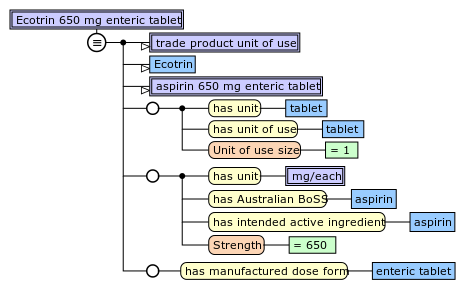 Ecotrin 650 mg enteric tablet
≡
trade product unit of use
Ecotrin
aspirin 650 mg enteric tablet
has unit tablet
has unit of use tablet
Unit of use size = 1
has unit mg/each
has Australian BoSS aspirin
has intended active ingredient aspirin
Strength = 650
has manufactured dose form enteric tablet